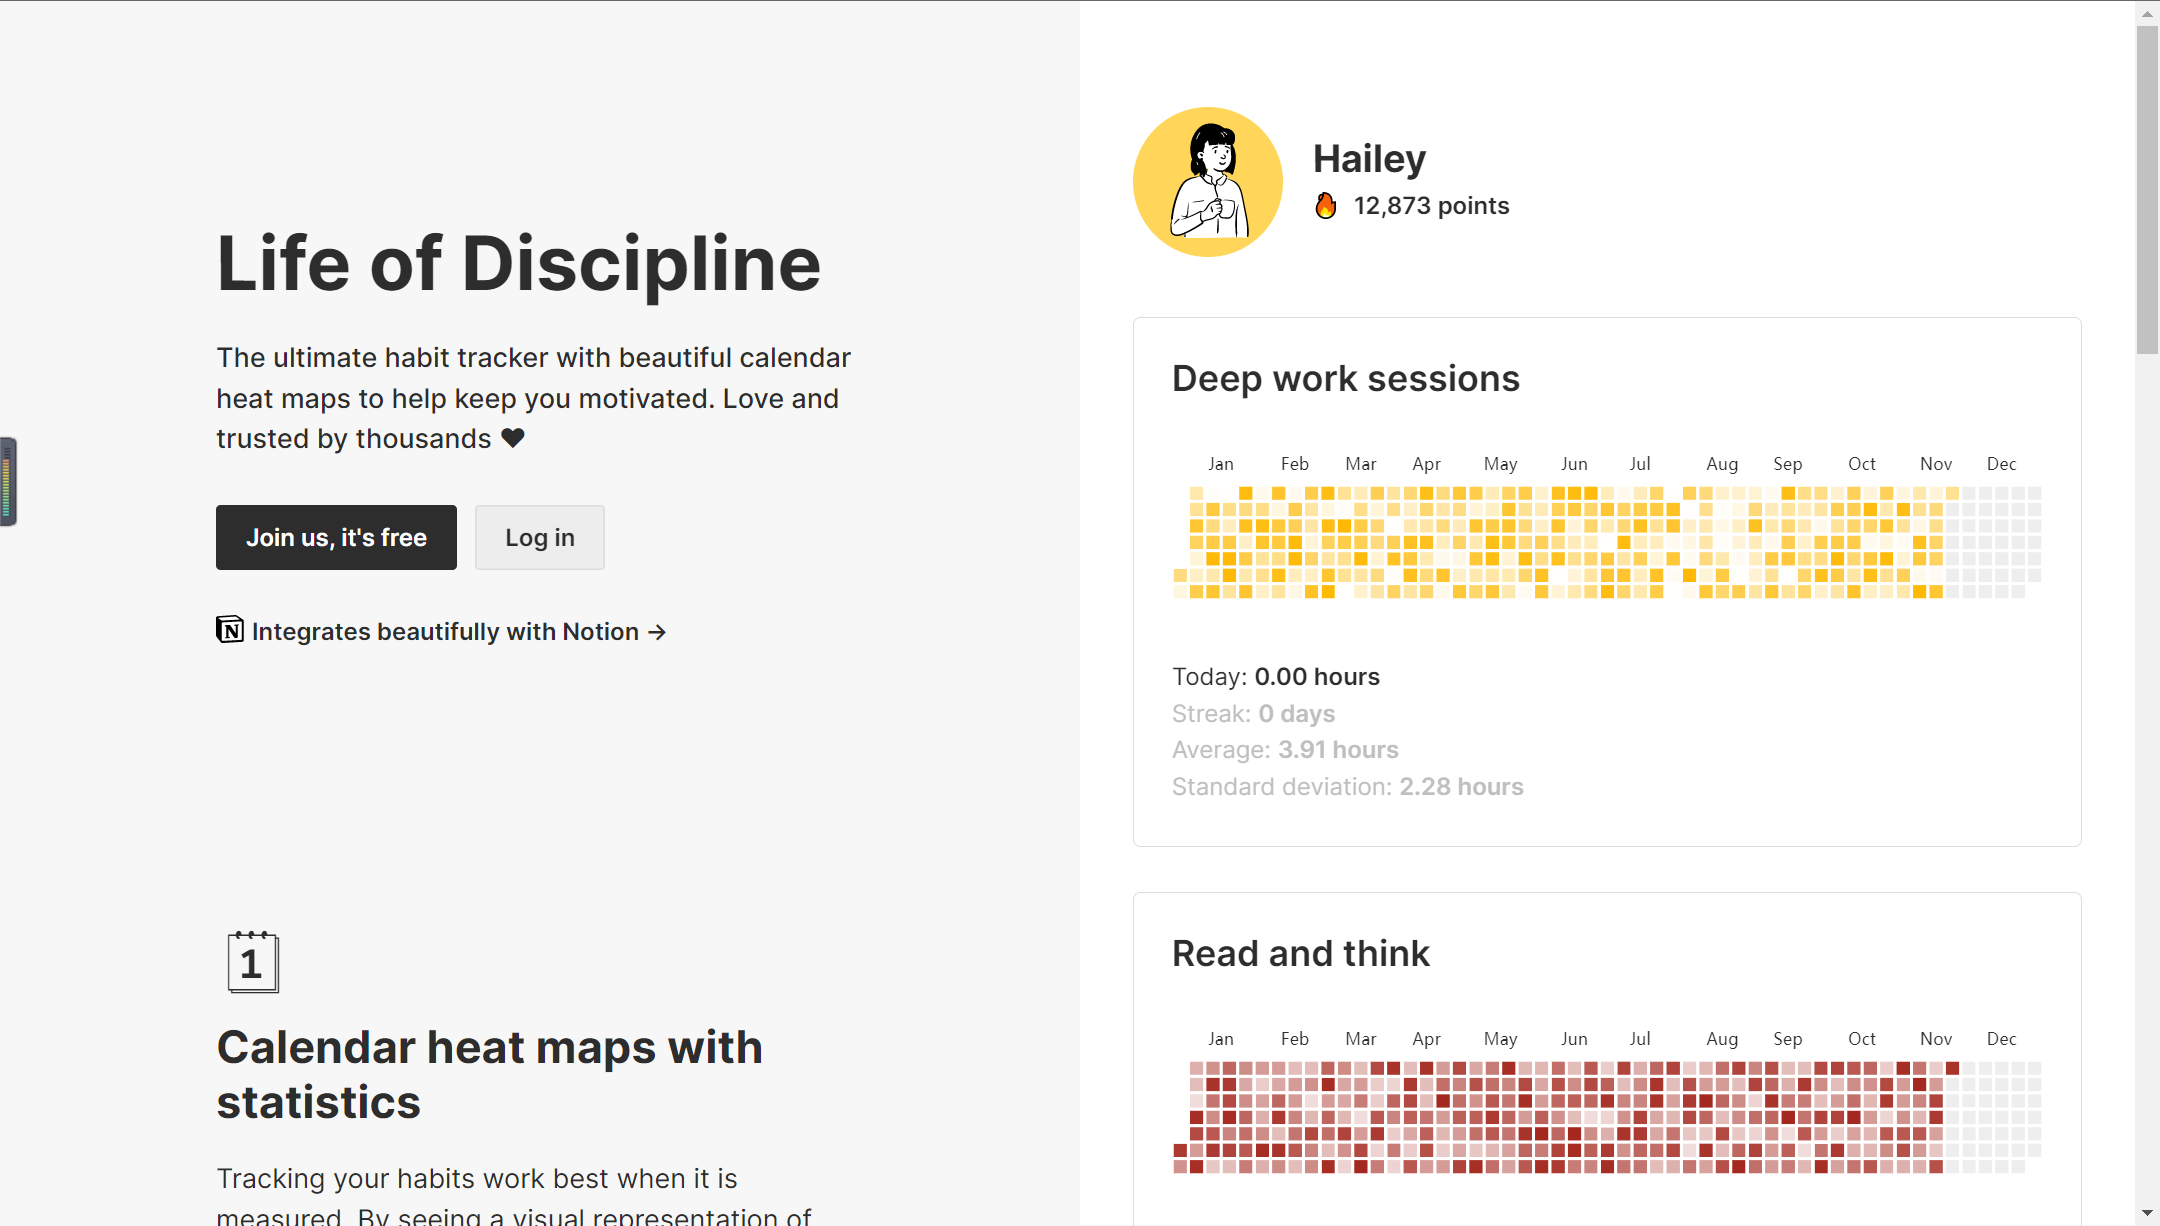 Life of Discipline
The ultimate habit tracker with beautiful calendar
heat maps to help keep you motivated. Love and
trusted by thousands ❤
Join us, it's free
Log in
N Integrates beautifully with Notion →
1
Calendar heat maps with
statistics
Tracking your habits work best when it is
measured. By seeing a visual representation of
Hailey
🔥 12,873 points
Deep work sessions
Jan Feb Mar Apr May Jun Jul Aug Sep Oct Nov Dec
Today: 0.00 hours
Streak: 0 days
Average: 3.91 hours
Standard deviation: 2.28 hours
Read and think
Jan Feb Mar Apr May Jun Jul Aug Sep Oct Nov Dec